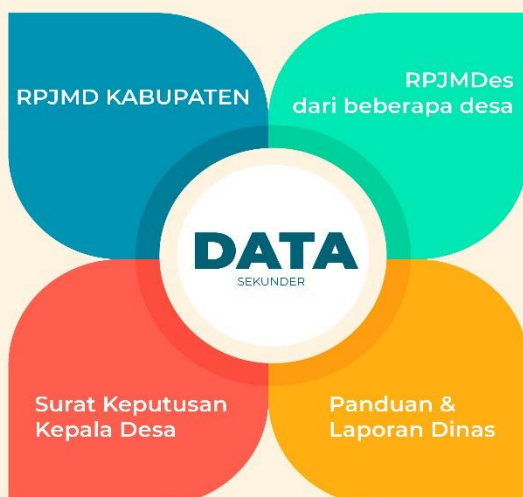 RPJMD KABUPATEN
RPJMDes
dari beberapa desa
DATA
SEKUNDER
Surat Keputusan
Kepala Desa
Panduan &
Laporan Dinas